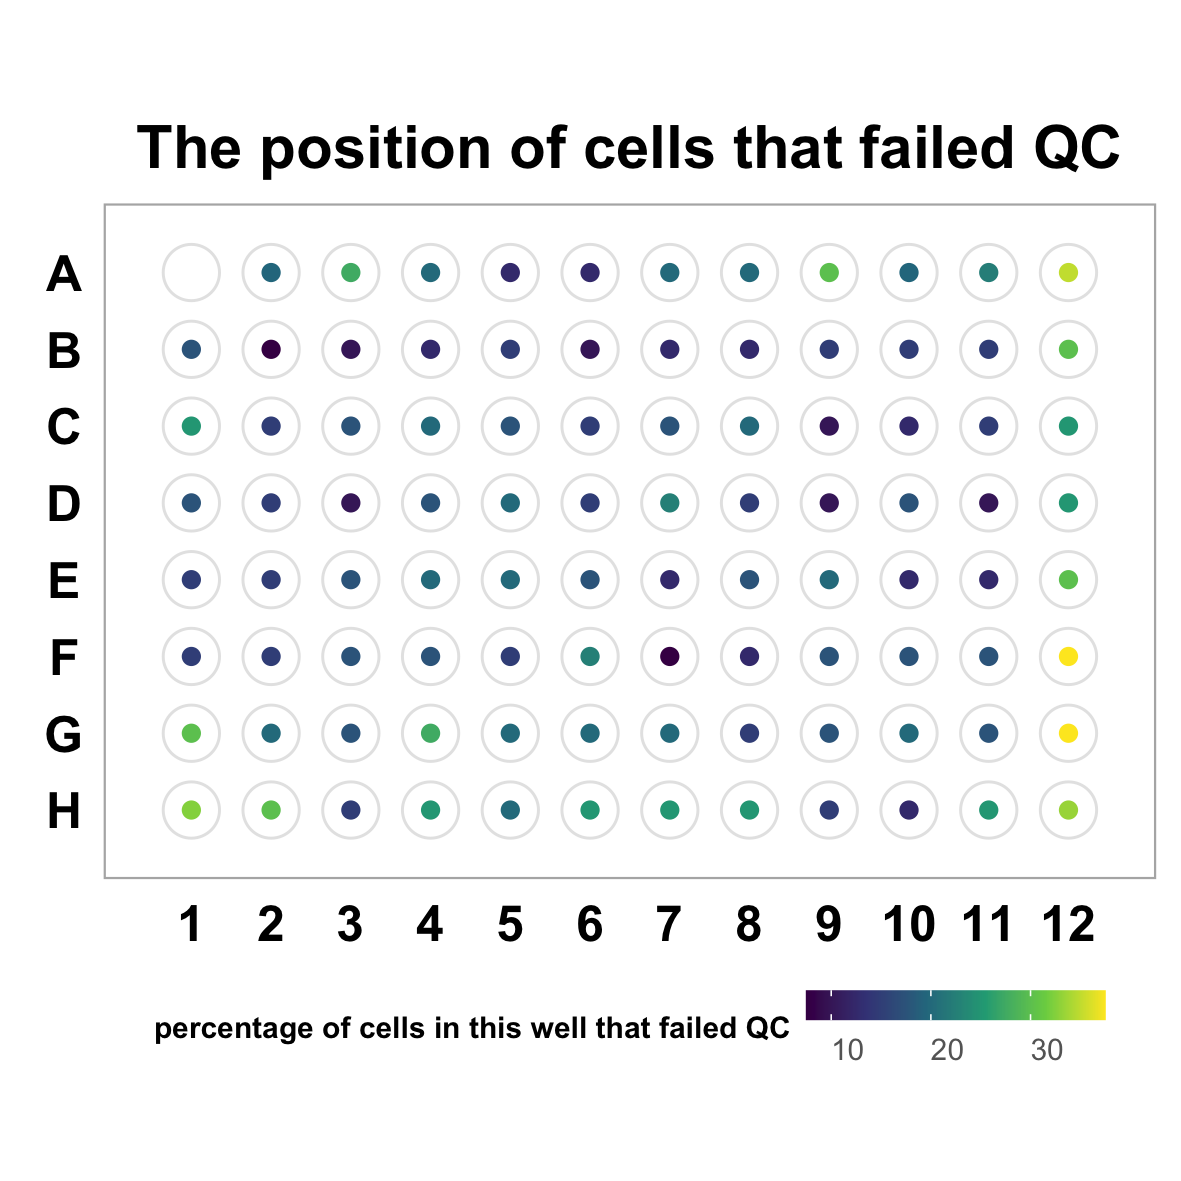 The position of cells that failed QC
A
B
C
D
E
F
G
H
1 2 3 4 5 6 7 8 9 10 11 12
percentage of cells in this well that failed QC
10 20 30